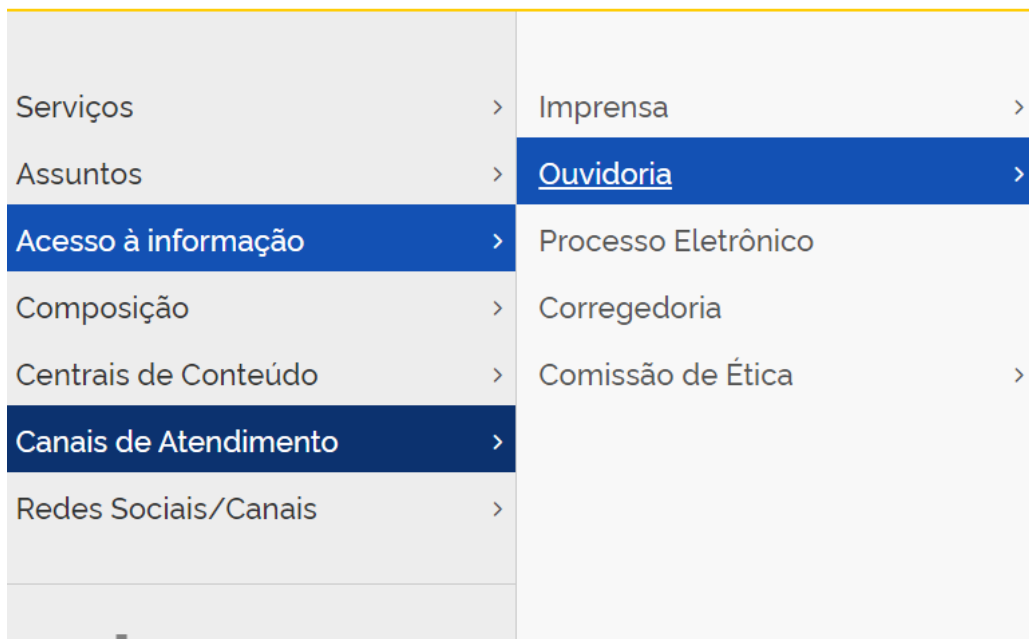 Serviços
Assuntos
Acesso à informação
Composição
Centrais de Conteúdo
Canais de Atendimento
Redes Sociais/Canais
Imprensa
Ouvidoria
Processo Eletrônico
Corregedoria
Comissão de Ética